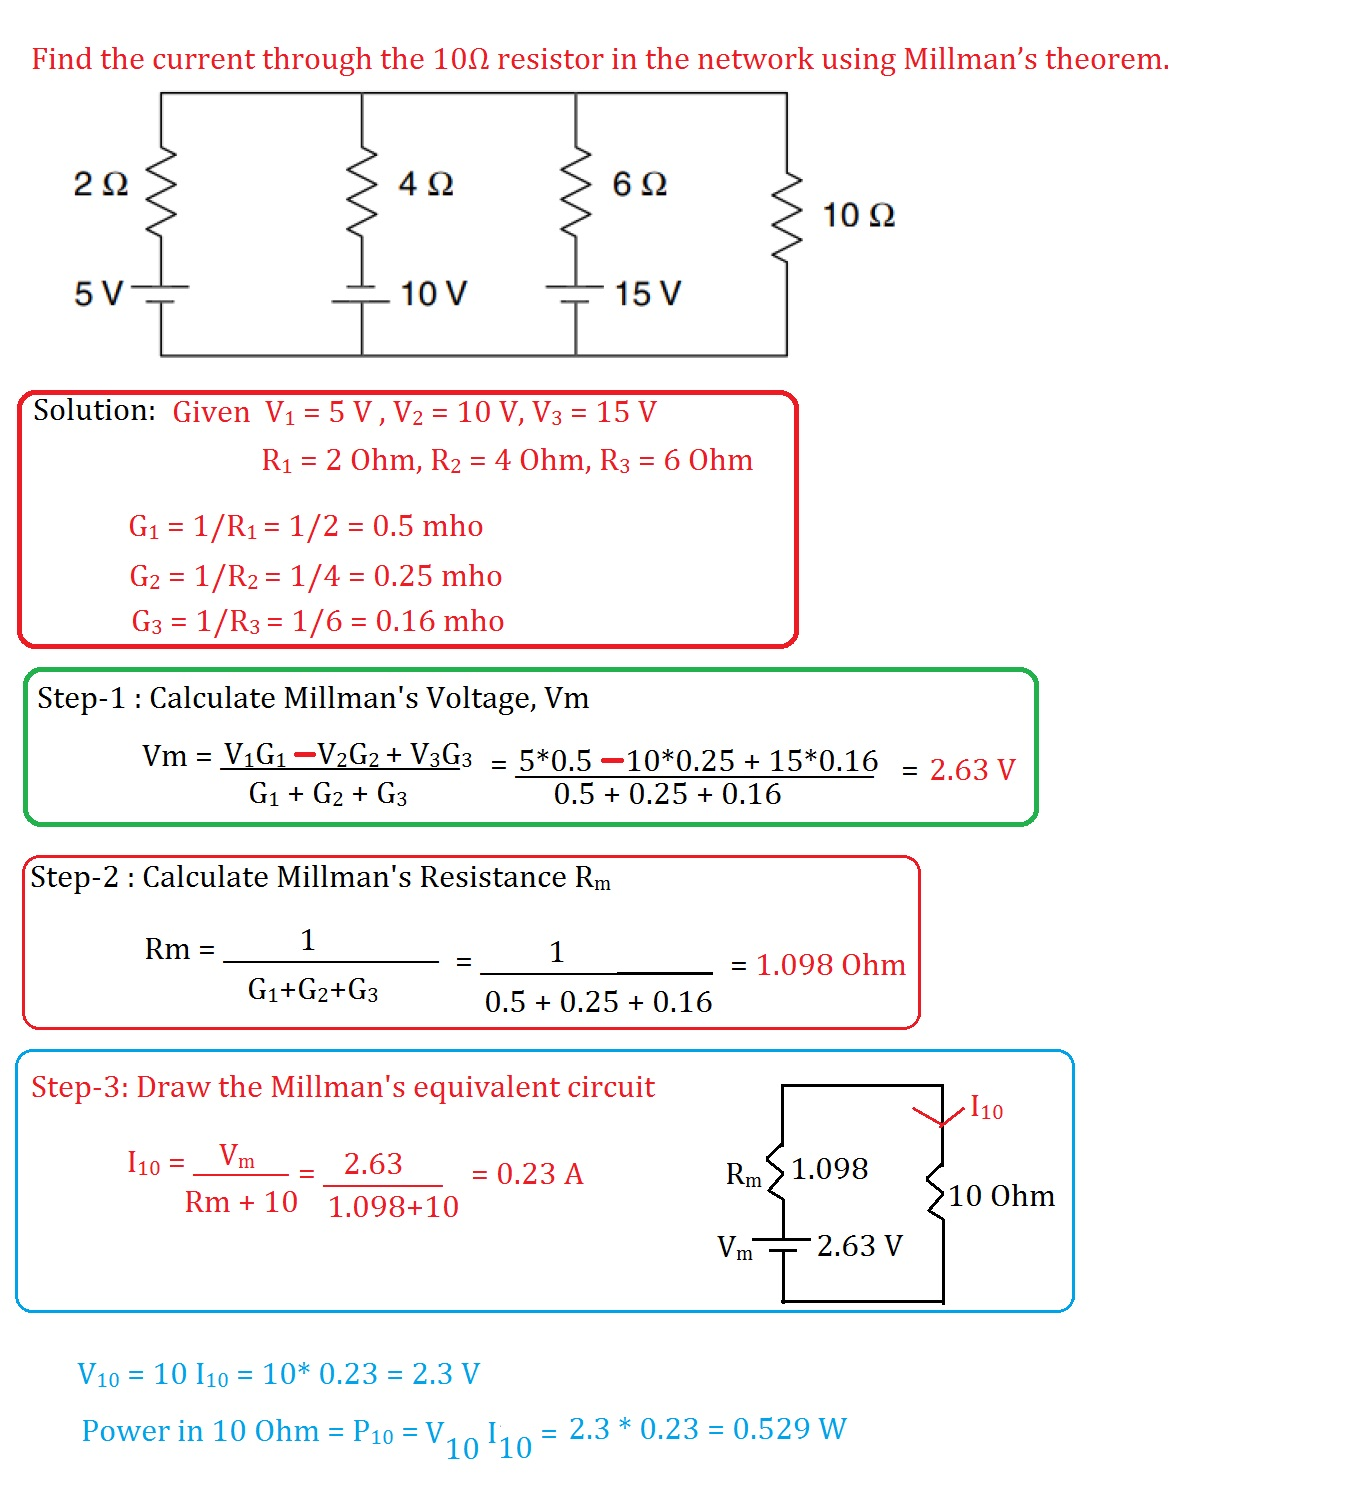 Find the current through the 10Ω resistor in the network using Millman's theorem.
2 Ω
4 Ω
6 Ω
10 Ω
5 V
10 V
15 V
Solution: Given V₁ = 5 V , V₂ = 10 V, V₃ = 15 V
R₁ = 2 Ohm, R₂ = 4 Ohm, R₃ = 6 Ohm
G₁ = 1/R₁ = 1/2 = 0.5 mho
G₂ = 1/R₂ = 1/4 = 0.25 mho
G₃ = 1/R₃ = 1/6 = 0.16 mho
Step-1 : Calculate Millman's Voltage, Vm
Vm = V₁G₁ − V₂G₂ + V₃G₃ = 5*0.5 − 10*0.25 + 15*0.16 = 2.63 V
G₁ + G₂ + G₃ 0.5 + 0.25 + 0.16
Step-2 : Calculate Millman's Resistance Rₘ
Rm = 1 = 1 = 1.098 Ohm
G₁+G₂+G₃ 0.5 + 0.25 + 0.16
Step-3: Draw the Millman's equivalent circuit
I₁₀ = Vₘ = 2.63 = 0.23 A
Rm + 10 1.098+10
I₁₀
Rₘ 1.098
10 Ohm
Vₘ 2.63 V
V₁₀ = 10 I₁₀ = 10* 0.23 = 2.3 V
Power in 10 Ohm = P₁₀ = V₁₀ I₁₀ = 2.3 * 0.23 = 0.529 W